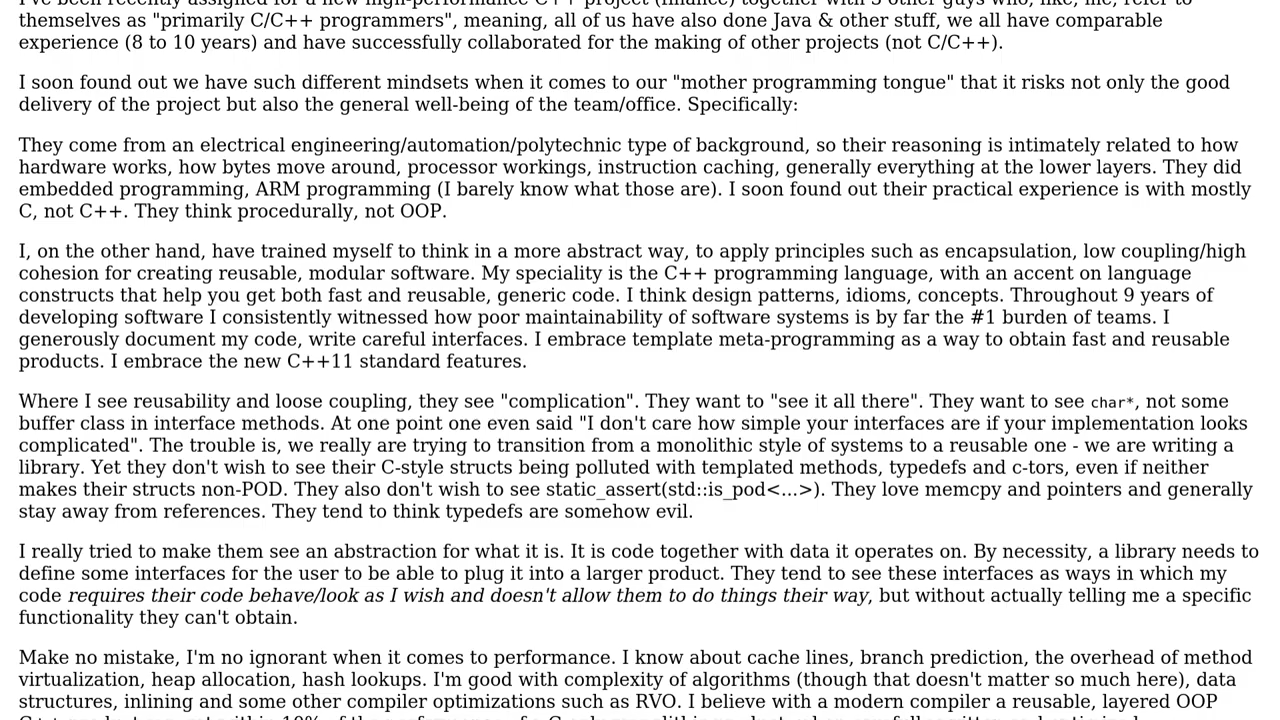 I've been recently assigned for a new high-performance C++ project (finance) together with 3 other guys who, like, me, refer to
themselves as "primarily C/C++ programmers", meaning, all of us have also done Java & other stuff, we all have comparable
experience (8 to 10 years) and have successfully collaborated for the making of other projects (not C/C++).
I soon found out we have such different mindsets when it comes to our "mother programming tongue" that it risks not only the good
delivery of the project but also the general well-being of the team/office. Specifically:
They come from an electrical engineering/automation/polytechnic type of background, so their reasoning is intimately related to how
hardware works, how bytes move around, processor workings, instruction caching, generally everything at the lower layers. They did
embedded programming, ARM programming (I barely know what those are). I soon found out their practical experience is with mostly
C, not C++. They think procedurally, not OOP.
I, on the other hand, have trained myself to think in a more abstract way, to apply principles such as encapsulation, low coupling/high
cohesion for creating reusable, modular software. My speciality is the C++ programming language, with an accent on language
constructs that help you get both fast and reusable, generic code. I think design patterns, idioms, concepts. Throughout 9 years of
developing software I consistently witnessed how poor maintainability of software systems is by far the #1 burden of teams. I
generously document my code, write careful interfaces. I embrace template meta-programming as a way to obtain fast and reusable
products. I embrace the new C++11 standard features.
Where I see reusability and loose coupling, they see "complication". They want to "see it all there". They want to see char*, not some
buffer class in interface methods. At one point one even said "I don't care how simple your interfaces are if your implementation looks
complicated". The trouble is, we really are trying to transition from a monolithic style of systems to a reusable one - we are writing a
library. Yet they don't wish to see their C-style structs being polluted with templated methods, typedefs and c-tors, even if neither
makes their structs non-POD. They also don't wish to see static_assert(std::is_pod<...>). They love memcpy and pointers and generally
stay away from references. They tend to think typedefs are somehow evil.
I really tried to make them see an abstraction for what it is. It is code together with data it operates on. By necessity, a library needs to
define some interfaces for the user to be able to plug it into a larger product. They tend to see these interfaces as ways in which my
code requires their code behave/look as I wish and doesn't allow them to do things their way, but without actually telling me a specific
functionality they can't obtain.
Make no mistake, I'm no ignorant when it comes to performance. I know about cache lines, branch prediction, the overhead of method
virtualization, heap allocation, hash lookups. I'm good with complexity of algorithms (though that doesn't matter so much here), data
structures, inlining and some other compiler optimizations such as RVO. I believe with a modern compiler a reusable, layered OOP